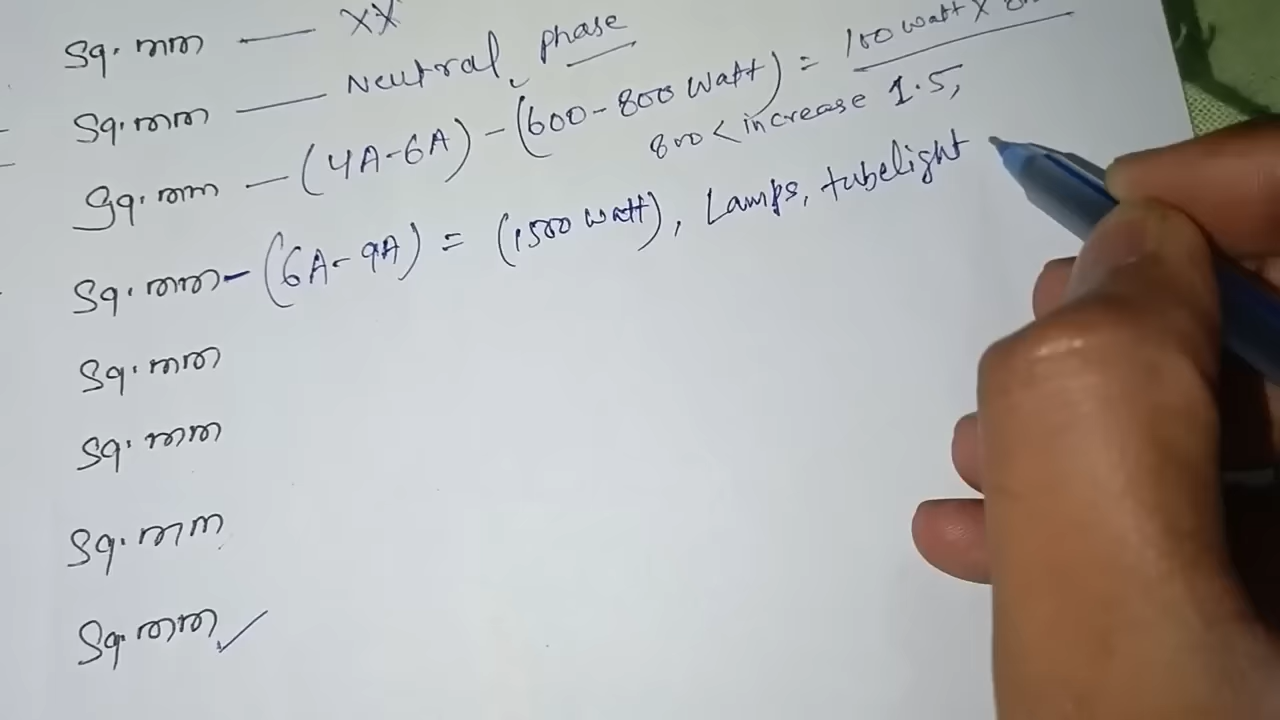 Sq. mm — XX
Sq. mm — Neutral, phase
Sq. mm — (4A-6A) - (600-800 Watt) = 100 watt X
800 < increase 1.5,
Sq. mm - (6A-9A) = (1500 watt), Lamps, tubelight
Sq. mm
Sq. mm
Sq. mm
Sq. mm ✓